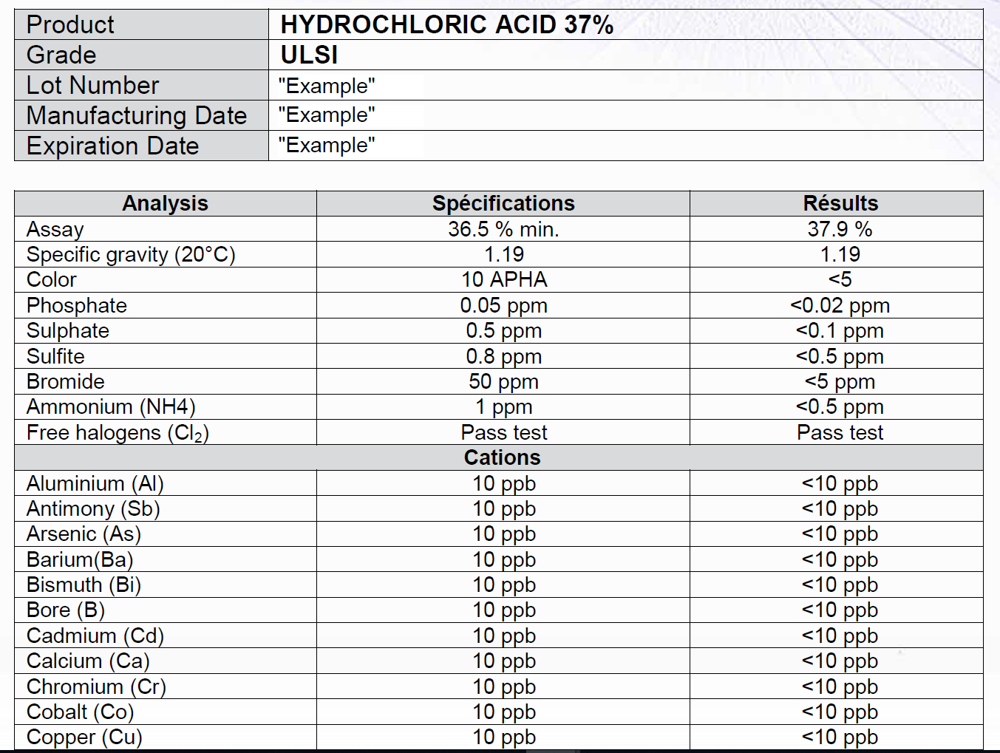 Product HYDROCHLORIC ACID 37%
Grade ULSI
Lot Number "Example"
Manufacturing Date "Example"
Expiration Date "Example"
Analysis Spécifications Résults
Assay 36.5 % min. 37.9 %
Specific gravity (20°C) 1.19 1.19
Color 10 APHA <5
Phosphate 0.05 ppm <0.02 ppm
Sulphate 0.5 ppm <0.1 ppm
Sulfite 0.8 ppm <0.5 ppm
Bromide 50 ppm <5 ppm
Ammonium (NH4) 1 ppm <0.5 ppm
Free halogens (Cl₂) Pass test Pass test
Cations
Aluminium (Al) 10 ppb <10 ppb
Antimony (Sb) 10 ppb <10 ppb
Arsenic (As) 10 ppb <10 ppb
Barium(Ba) 10 ppb <10 ppb
Bismuth (Bi) 10 ppb <10 ppb
Bore (B) 10 ppb <10 ppb
Cadmium (Cd) 10 ppb <10 ppb
Calcium (Ca) 10 ppb <10 ppb
Chromium (Cr) 10 ppb <10 ppb
Cobalt (Co) 10 ppb <10 ppb
Copper (Cu) 10 ppb <10 ppb